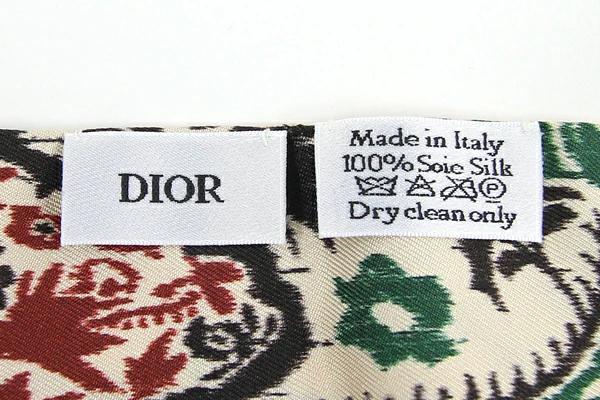 DIOR
Made in Italy
100% Soie Silk
P
Dry clean only